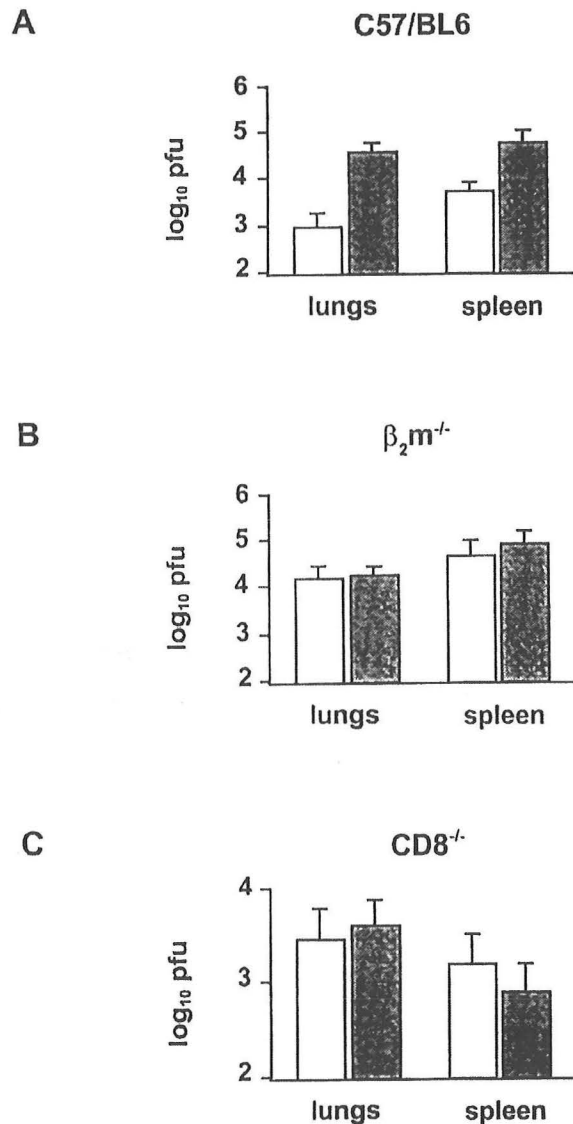 A
C57/BL6
log₁₀ pfu
6
5
4
3
2
lungs spleen
B
β₂m⁻/⁻
log₁₀ pfu
6
5
4
3
2
lungs spleen
C
CD8⁻/⁻
log₁₀ pfu
4
3
2
lungs spleen